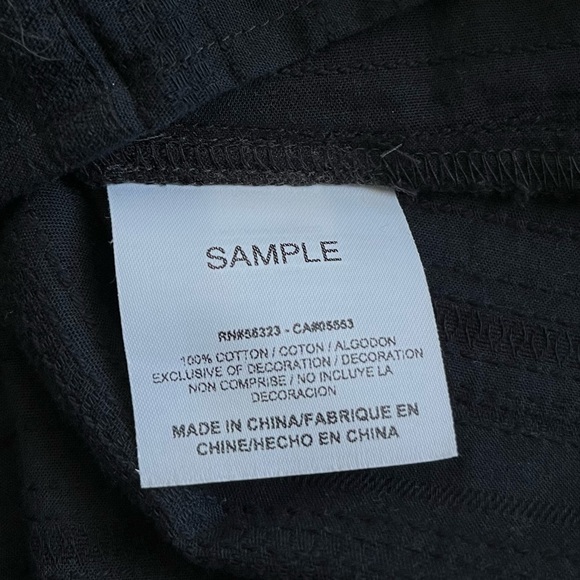 SAMPLE
RN#56323 - CA#05553
100% COTTON / COTON / ALGODON
EXCLUSIVE OF DECORATION / DECORATION
NON COMPRISE / NO INCLUYE LA
DECORACION
MADE IN CHINA/FABRIQUE EN
CHINE/HECHO EN CHINA